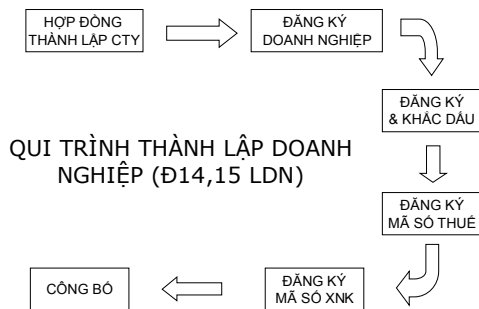 HỢP ĐỒNG
THÀNH LẬP CTY
ĐĂNG KÝ
DOANH NGHIỆP
ĐĂNG KÝ
& KHẮC DẤU
QUI TRÌNH THÀNH LẬP DOANH
NGHIỆP (Đ14,15 LDN)
ĐĂNG KÝ
MÃ SỐ THUẾ
CÔNG BỐ
ĐĂNG KÝ
MÃ SỐ XNK